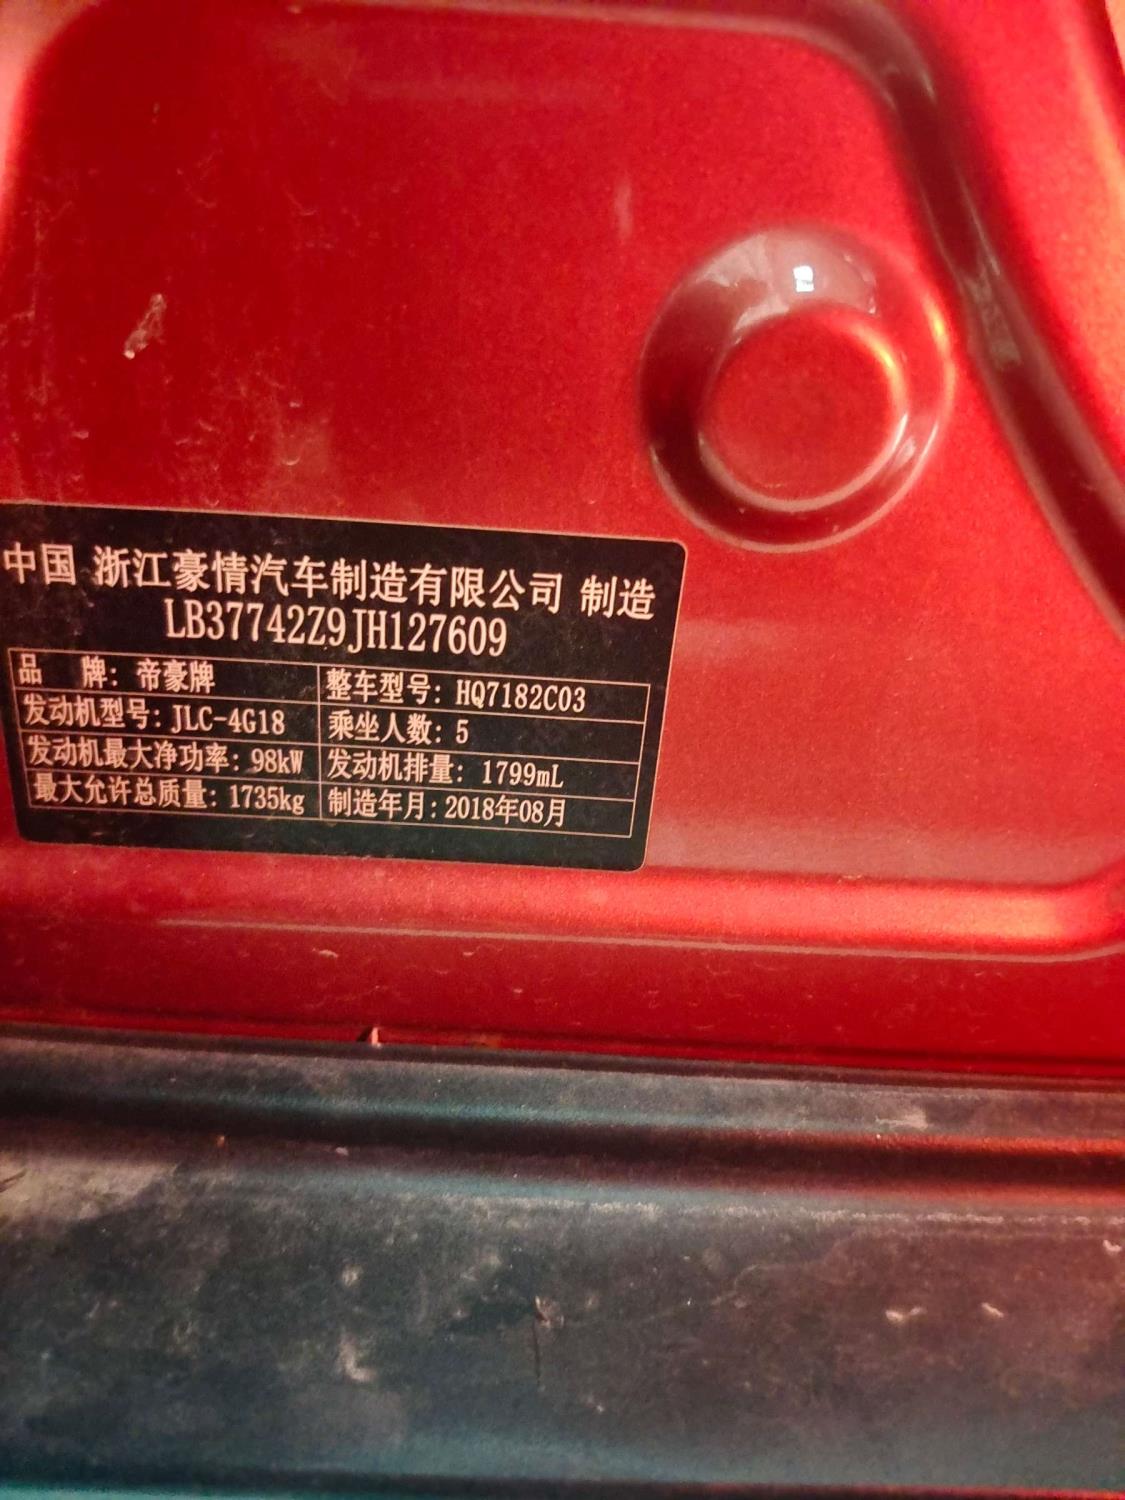 中国 浙江豪情汽车制造有限公司 制造
LB37742Z9JH127609
品 牌: 帝豪牌 整车型号: HQ7182C03
发动机型号: JLC-4G18 乘坐人数: 5
发动机最大净功率: 98kW 发动机排量: 1799mL
最大允许总质量: 1735kg 制造年月: 2018年08月